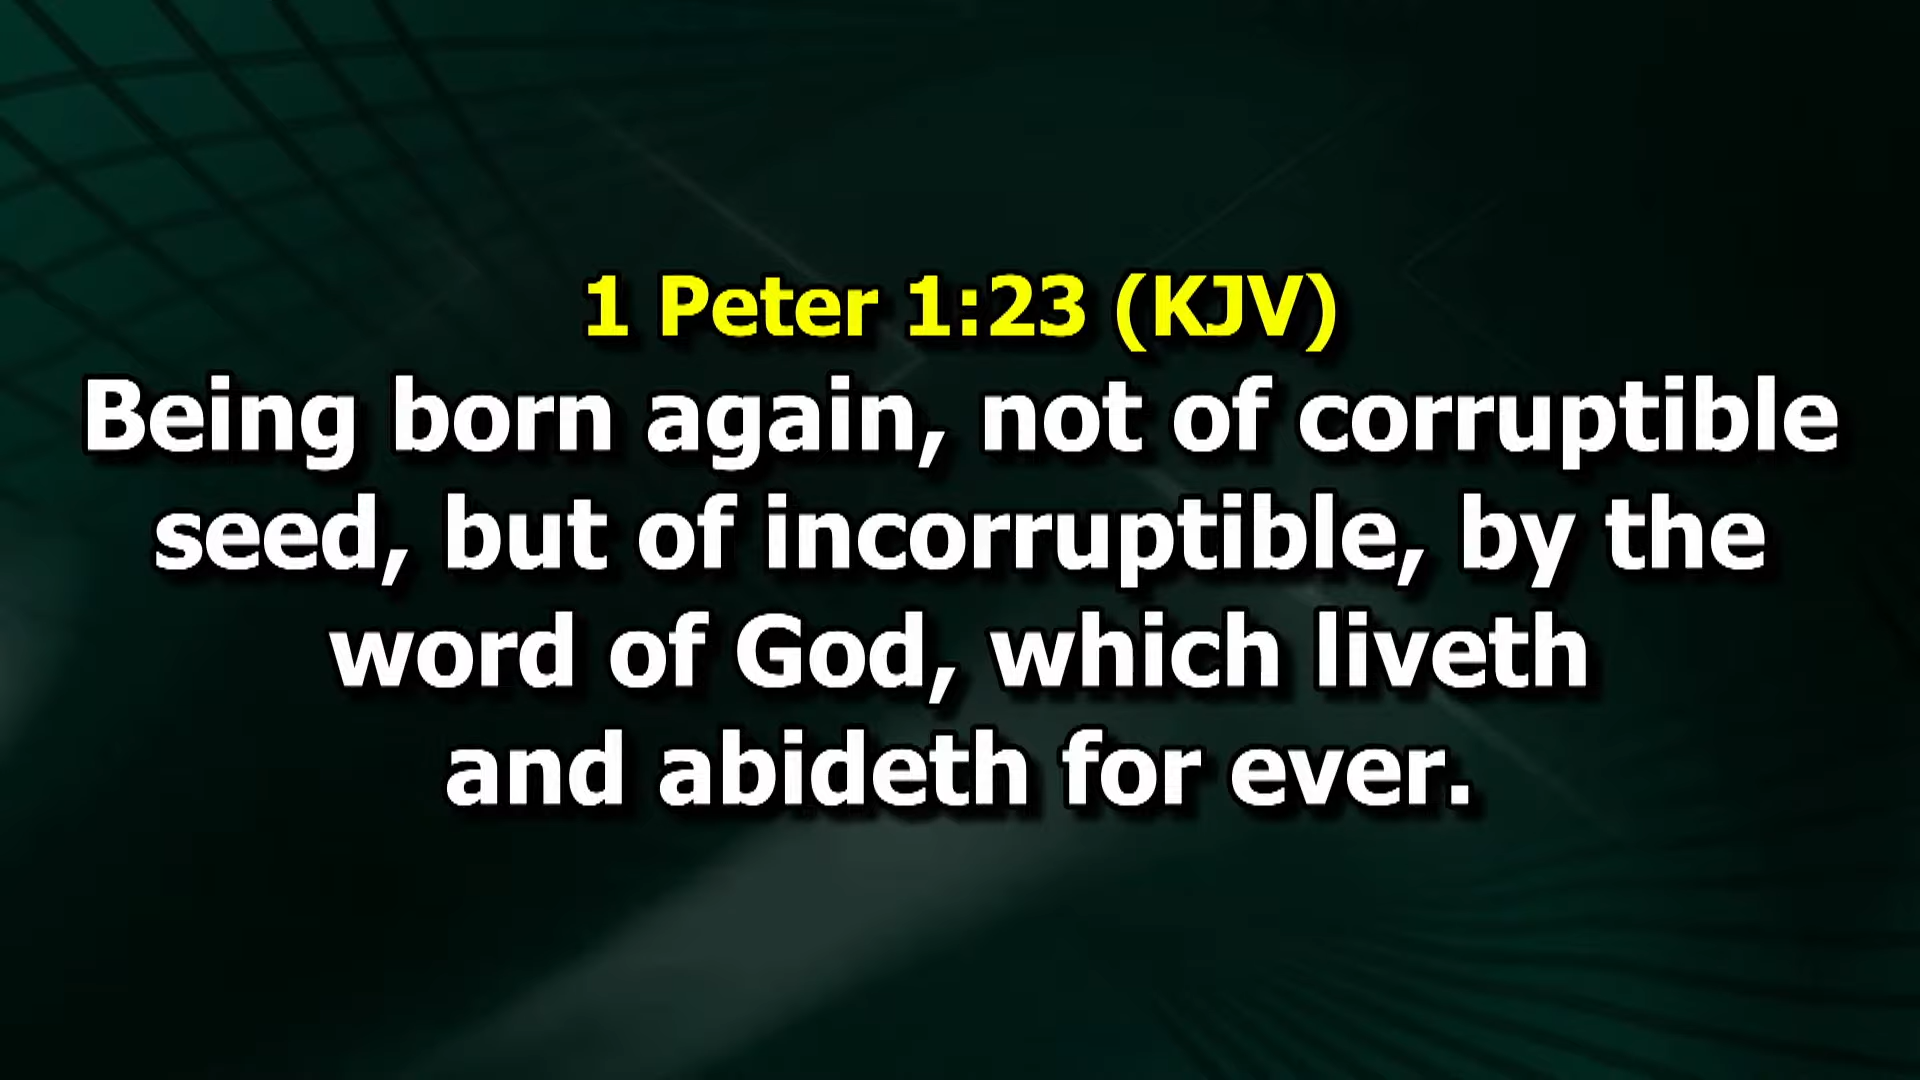 1 Peter 1:23 (KJV)
Being born again, not of corruptible
seed, but of incorruptible, by the
word of God, which liveth
and abideth for ever.